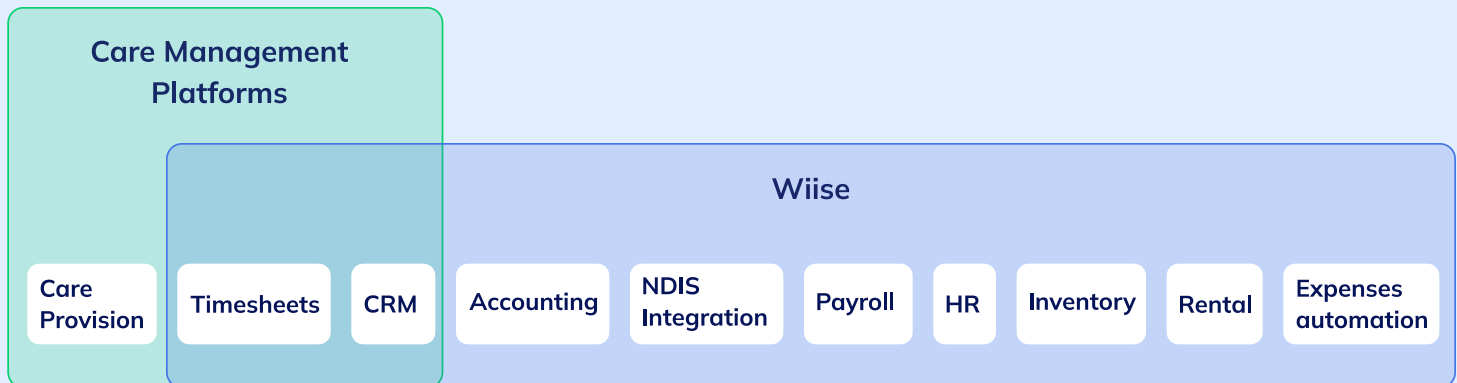 Care Management
Platforms
Wiise
Care
Provision
Timesheets
CRM
Accounting
NDIS
Integration
Payroll
HR
Inventory
Rental
Expenses
automation